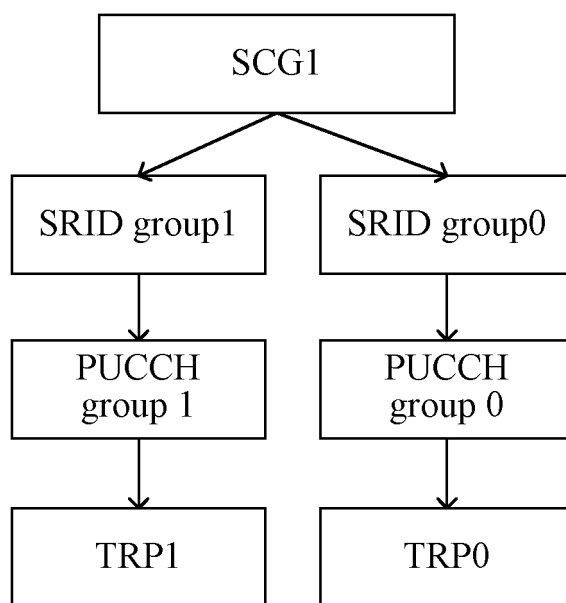 SCG1
SRID group1
SRID group0
PUCCH
group 1
PUCCH
group 0
TRP1
TRP0